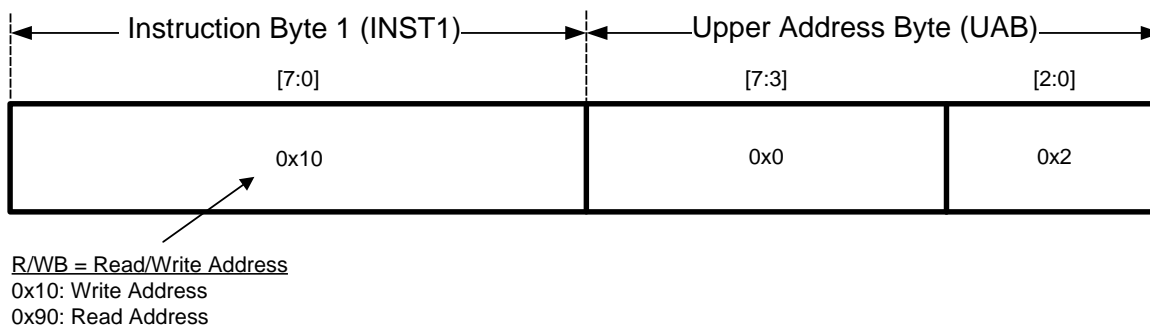 Instruction Byte 1 (INST1) Upper Address Byte (UAB)
[7:0] [7:3] [2:0]
0x10 0x0 0x2
R/WB = Read/Write Address
0x10: Write Address
0x90: Read Address